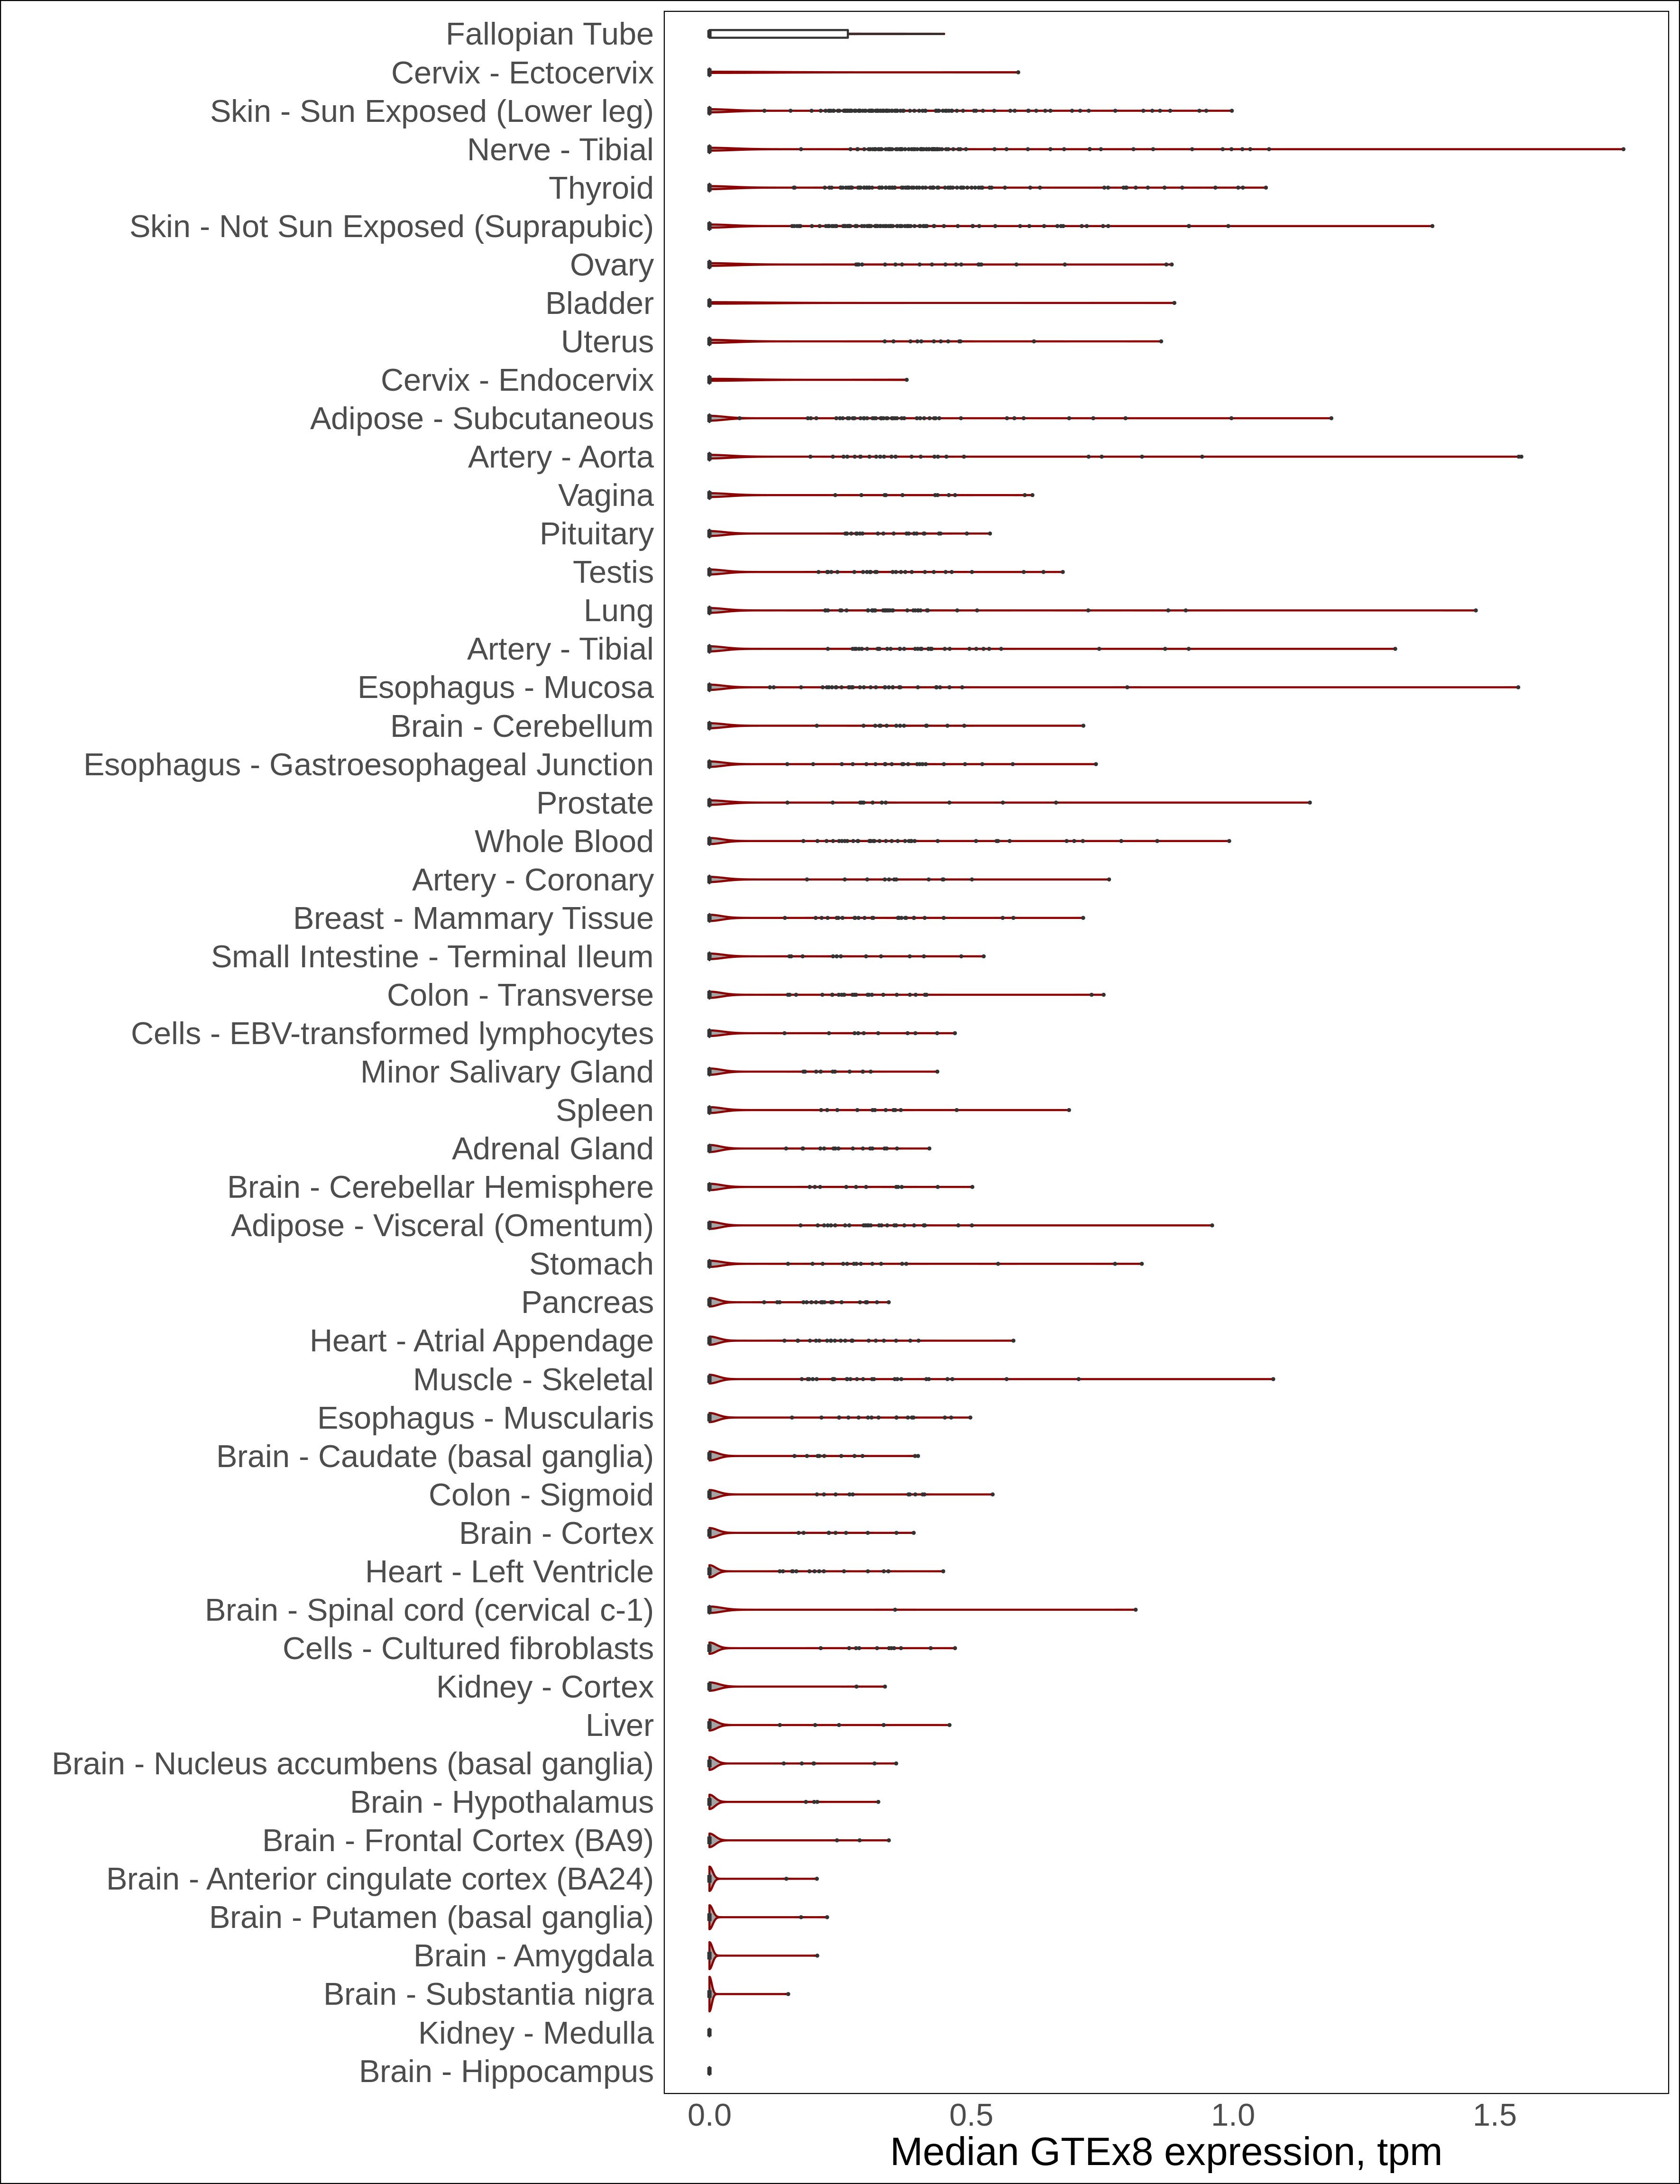 Fallopian Tube
Cervix - Ectocervix
Skin - Sun Exposed (Lower leg)
Nerve - Tibial
Thyroid
Skin - Not Sun Exposed (Suprapubic)
Ovary
Bladder
Uterus
Cervix - Endocervix
Adipose - Subcutaneous
Artery - Aorta
Vagina
Pituitary
Testis
Lung
Artery - Tibial
Esophagus - Mucosa
Brain - Cerebellum
Esophagus - Gastroesophageal Junction
Prostate
Whole Blood
Artery - Coronary
Breast - Mammary Tissue
Small Intestine - Terminal Ileum
Colon - Transverse
Cells - EBV-transformed lymphocytes
Minor Salivary Gland
Spleen
Adrenal Gland
Brain - Cerebellar Hemisphere
Adipose - Visceral (Omentum)
Stomach
Pancreas
Heart - Atrial Appendage
Muscle - Skeletal
Esophagus - Muscularis
Brain - Caudate (basal ganglia)
Colon - Sigmoid
Brain - Cortex
Heart - Left Ventricle
Brain - Spinal cord (cervical c-1)
Cells - Cultured fibroblasts
Kidney - Cortex
Liver
Brain - Nucleus accumbens (basal ganglia)
Brain - Hypothalamus
Brain - Frontal Cortex (BA9)
Brain - Anterior cingulate cortex (BA24)
Brain - Putamen (basal ganglia)
Brain - Amygdala
Brain - Substantia nigra
Kidney - Medulla
Brain - Hippocampus
0.0 0.5 1.0 1.5
Median GTEx8 expression, tpm